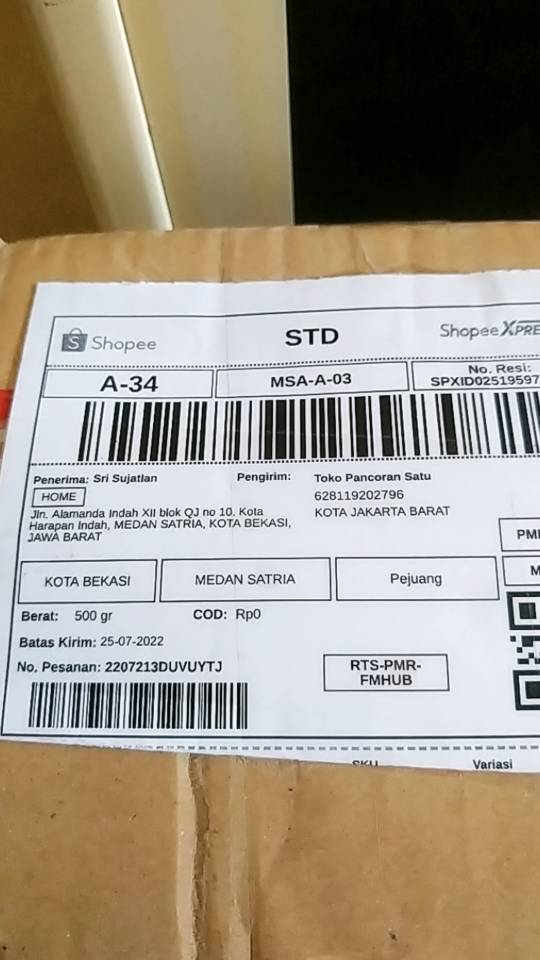 Shopee
STD
Shopee
A-34
MSA-A-03
No. Resi:
Penerima: Sri Sujatian
Pengirim:
Toko Pancoran Satu
HOME
628119202796
Jln. Alamanda Indah XII blok QJ no 10, Kota
KOTA JAKARTA BARAT
Harapan Indah, MEDAN SATRIA, KOTA BEKASI,
JAWA BARAT
KOTA BEKASI
MEDAN SATRIA
Pejuang
Berat: 500 gr
COD: Rp0
Batas Kirim: 25-07-2022
No. Pesanan: 2207213DUVUYTJ
RTS-PMR-
FMHUB
Variasi